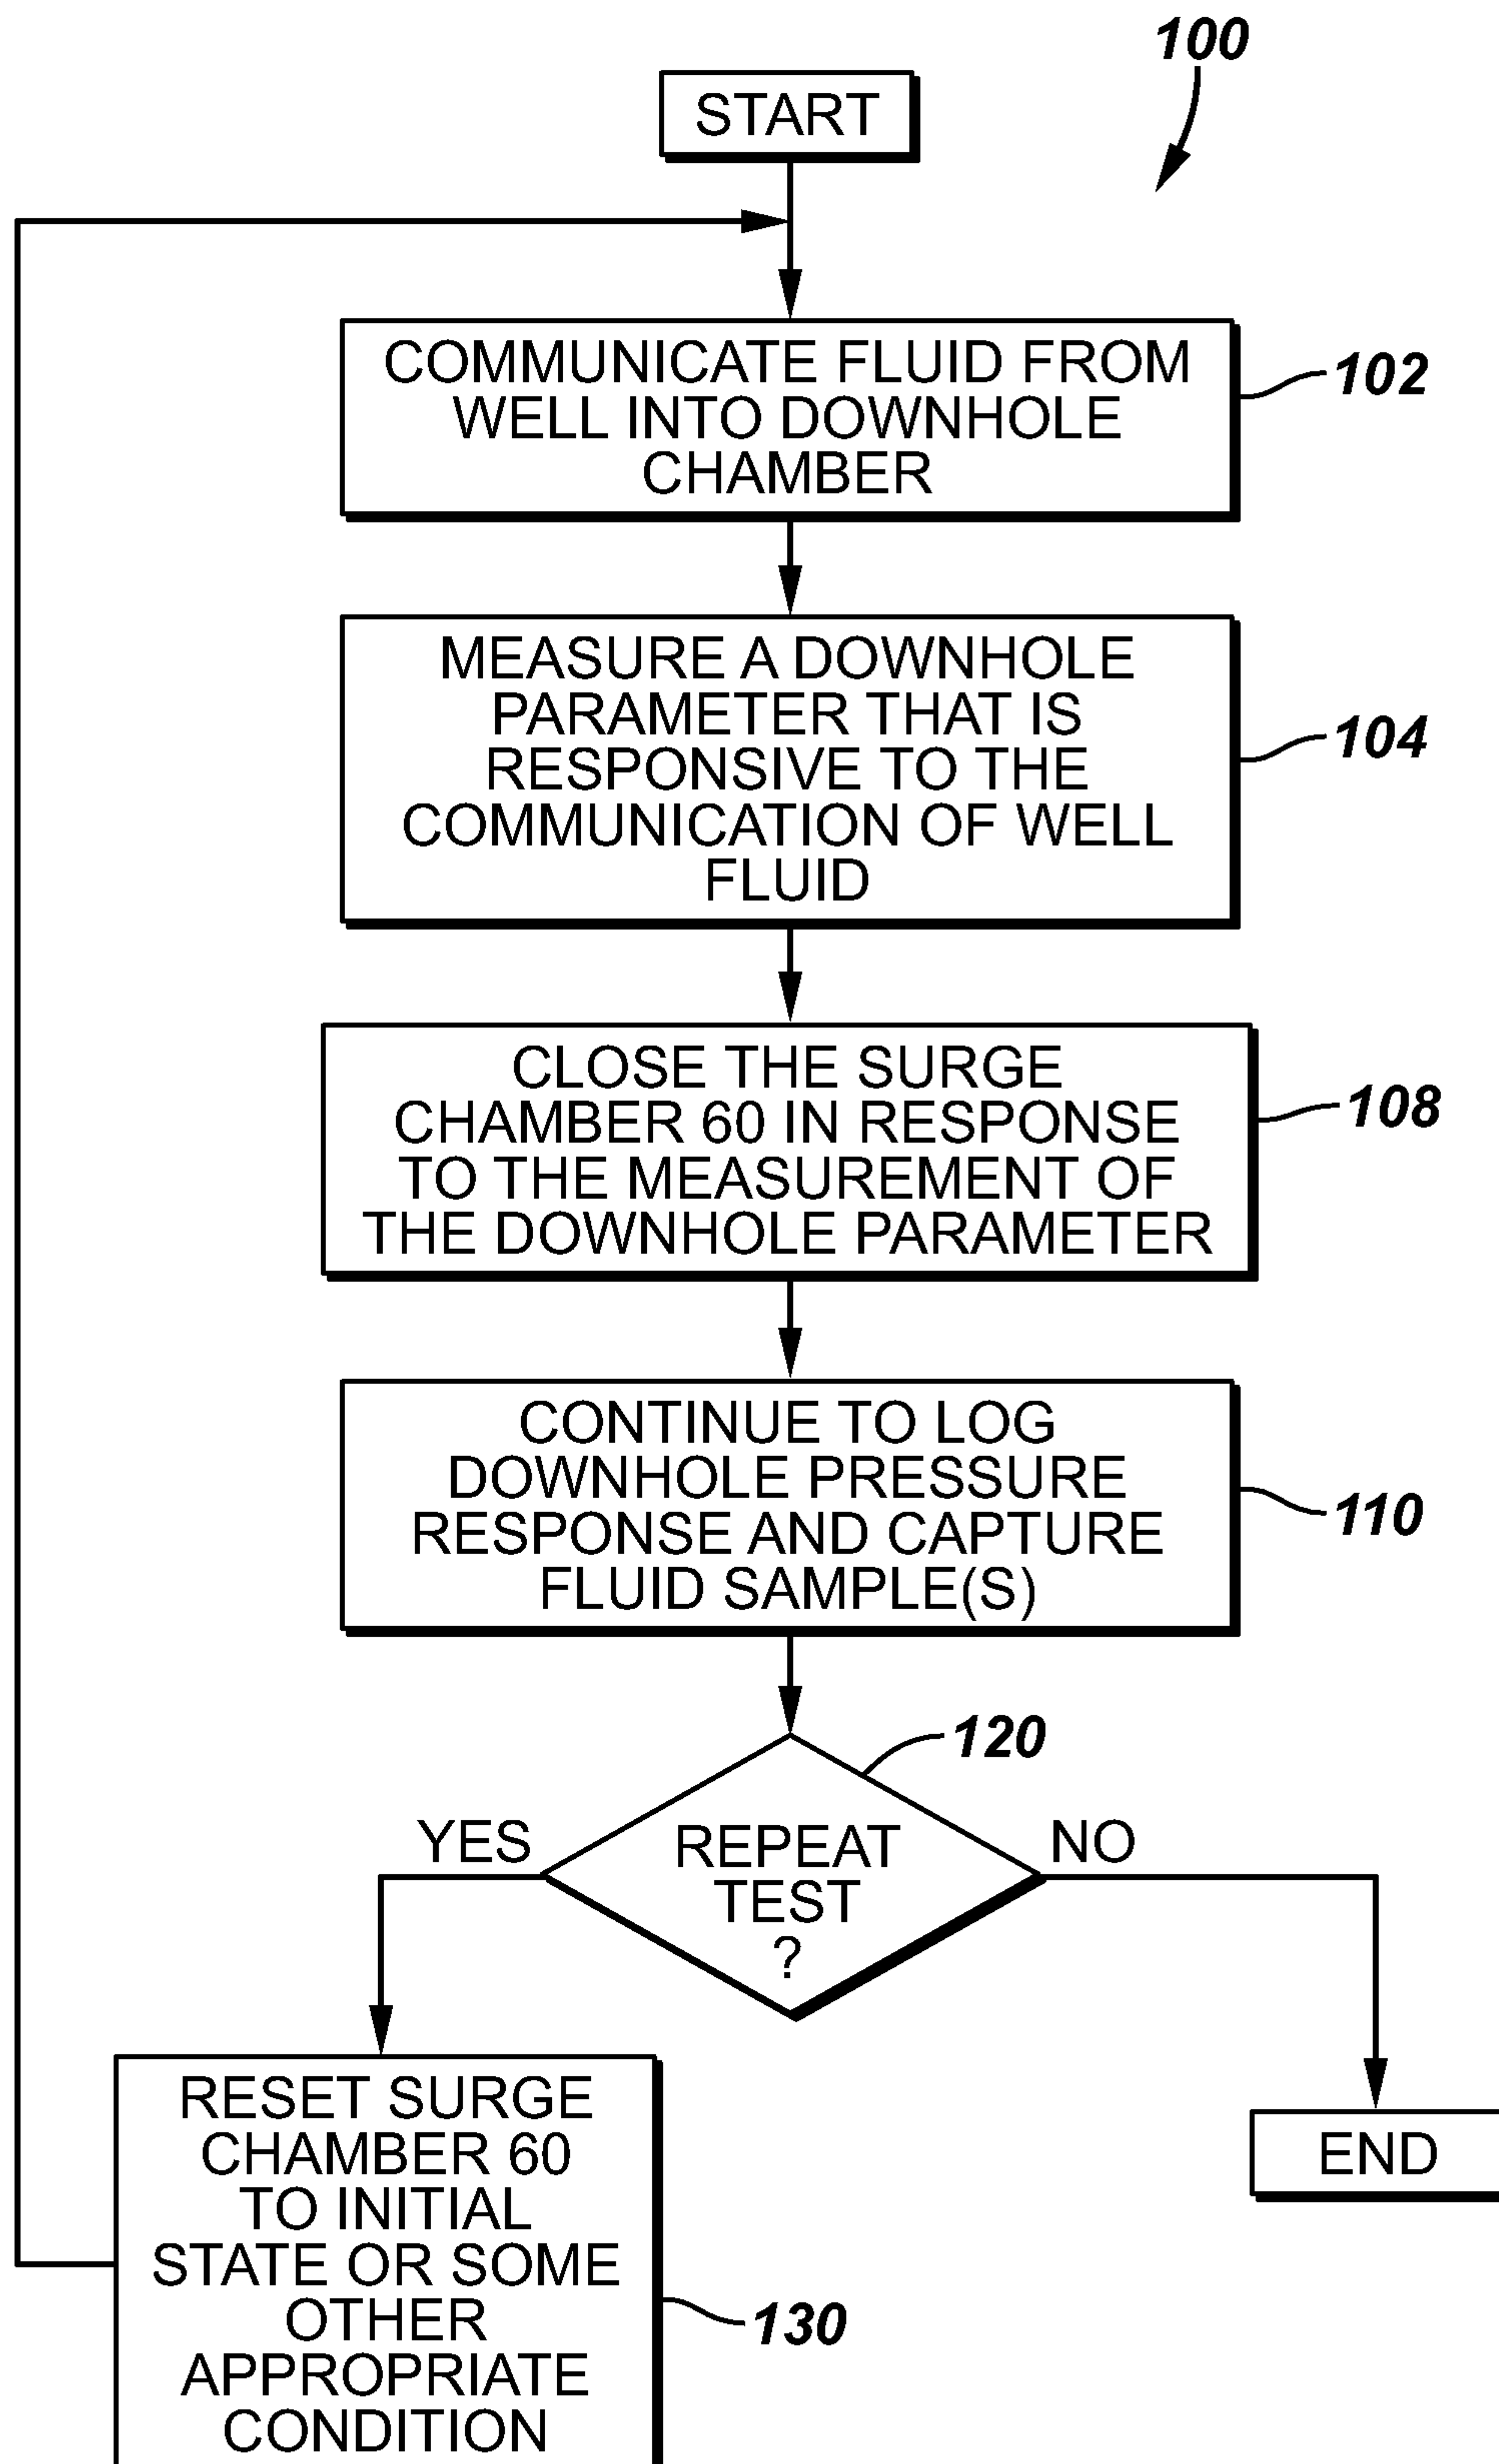 100
START
COMMUNICATE FLUID FROM
WELL INTO DOWNHOLE
CHAMBER
102
MEASURE A DOWNHOLE
PARAMETER THAT IS
RESPONSIVE TO THE
COMMUNICATION OF WELL
FLUID
104
CLOSE THE SURGE
CHAMBER 60 IN RESPONSE
TO THE MEASUREMENT OF
THE DOWNHOLE PARAMETER
108
CONTINUE TO LOG
DOWNHOLE PRESSURE
RESPONSE AND CAPTURE
FLUID SAMPLE(S)
110
120
YES
REPEAT
TEST
?
NO
RESET SURGE
CHAMBER 60
TO INITIAL
STATE OR SOME
OTHER
APPROPRIATE
CONDITION
130
END